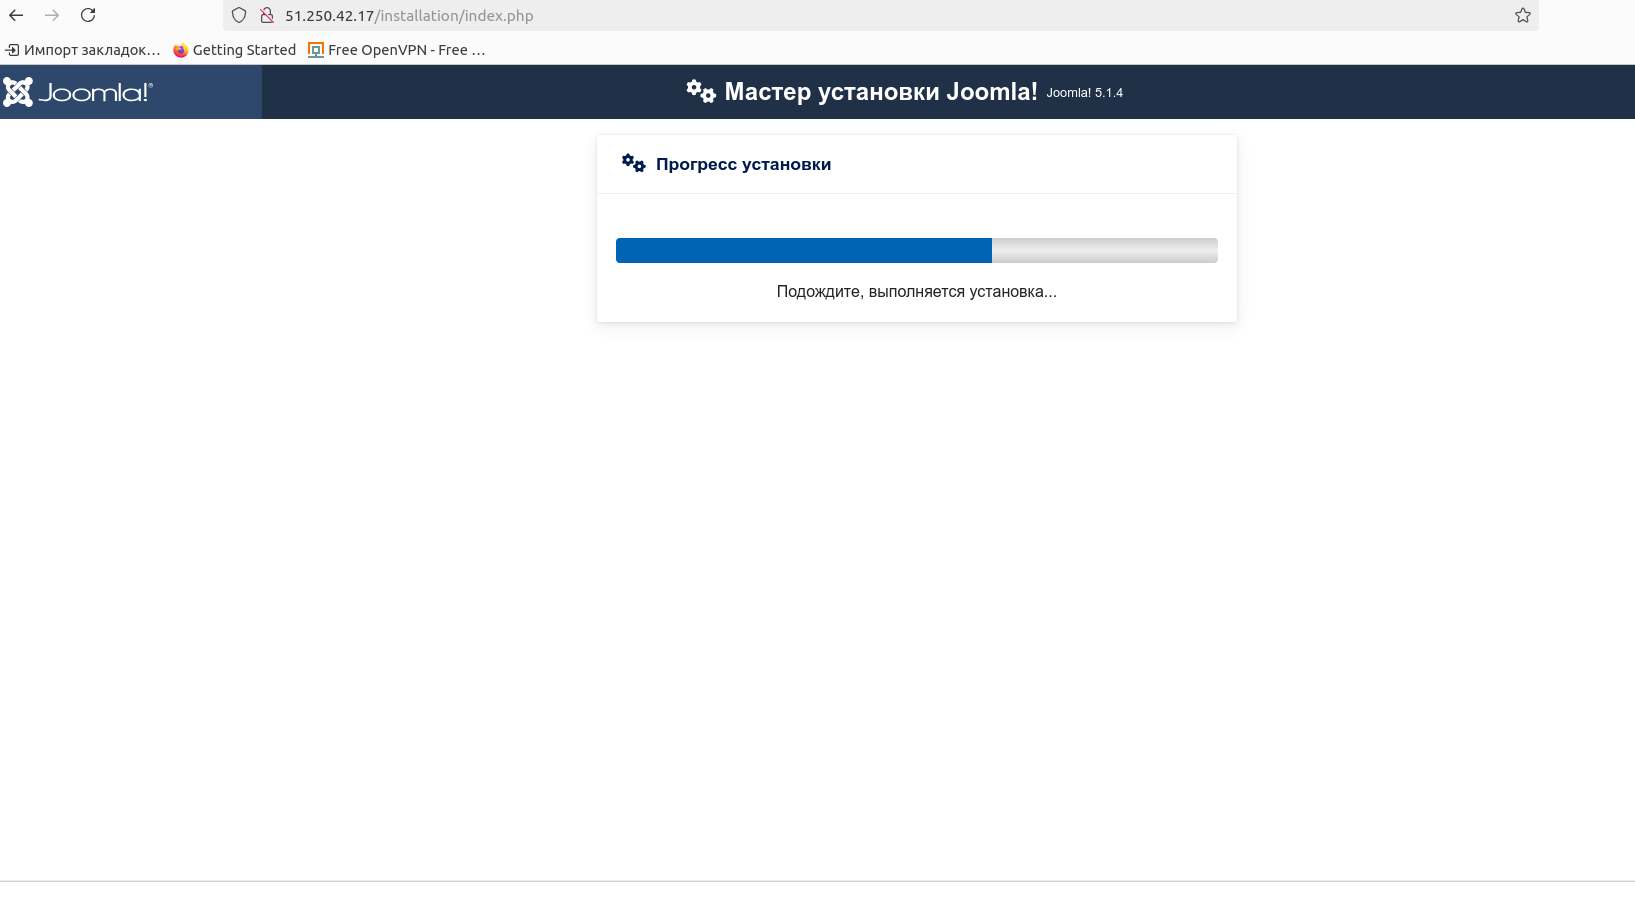 51.250.42.17/installation/index.php
Импорт закладок... Getting Started Free OpenVPN - Free ...
Joomla!® Мастер установки Joomla! Joomla! 5.1.4
Прогресс установки
Подождите, выполняется установка...